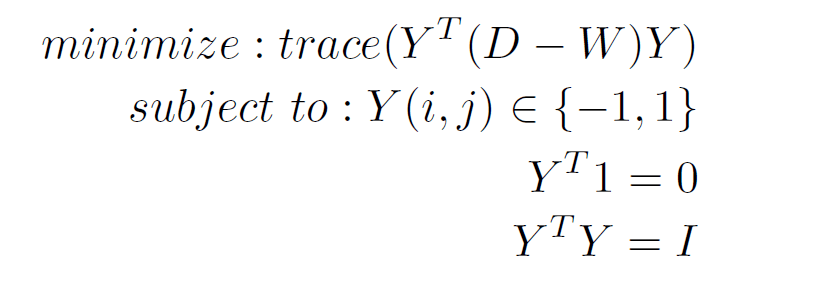 minimize : trace(Y^T(D − W)Y)
subject to : Y(i, j) ∈ {−1, 1}
Y^T 1 = 0
Y^T Y = I